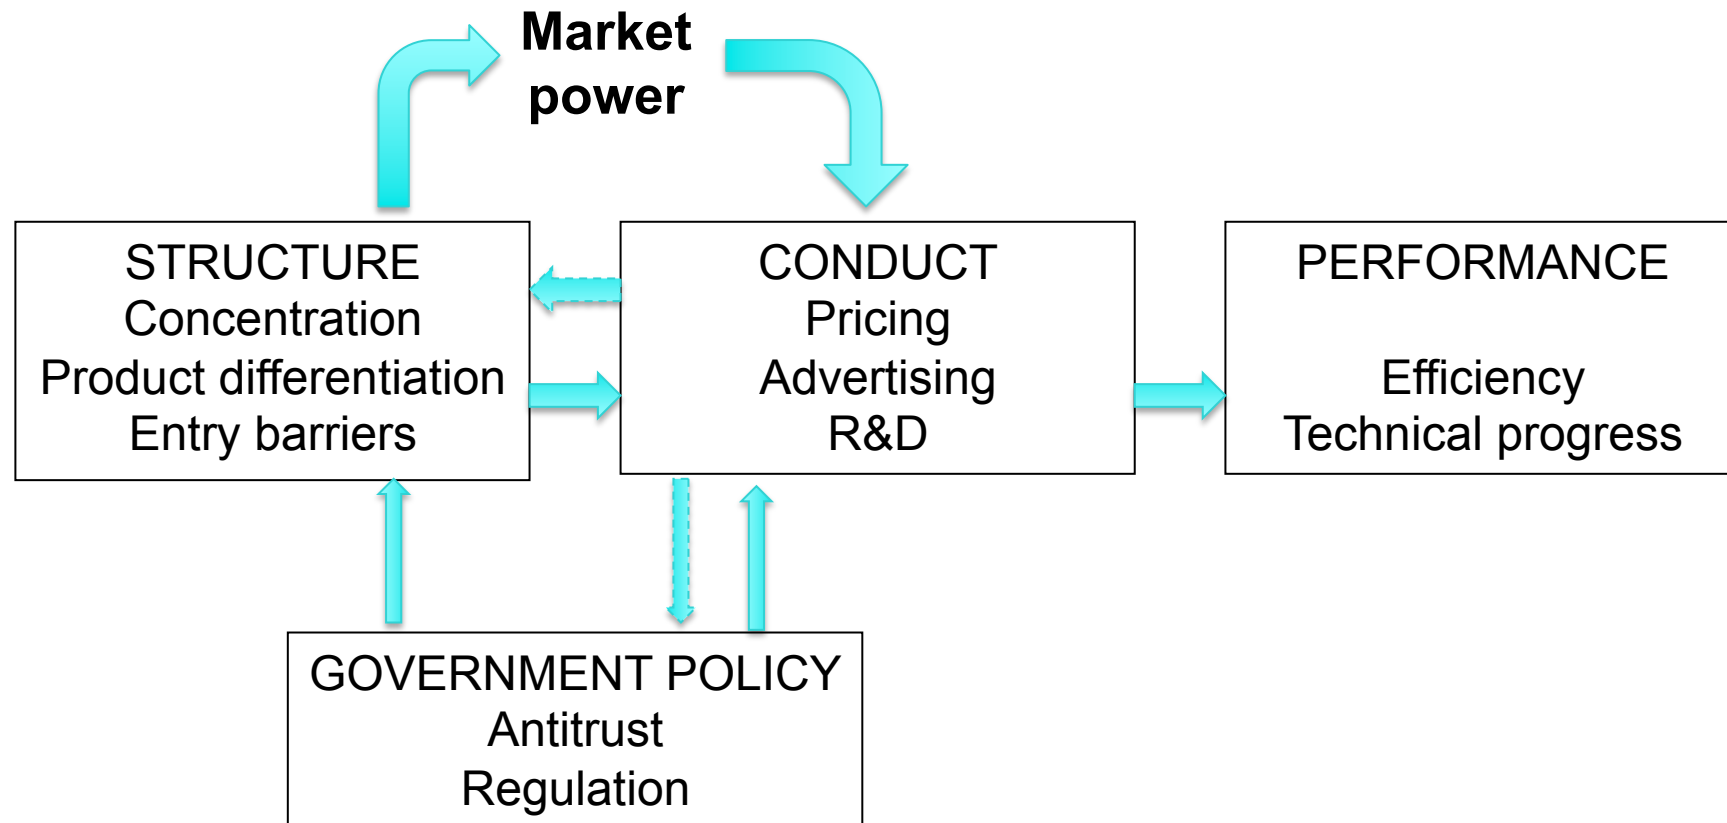 Market
power
STRUCTURE
Concentration
Product differentiation
Entry barriers
CONDUCT
Pricing
Advertising
R&D
PERFORMANCE
Efficiency
Technical progress
GOVERNMENT POLICY
Antitrust
Regulation